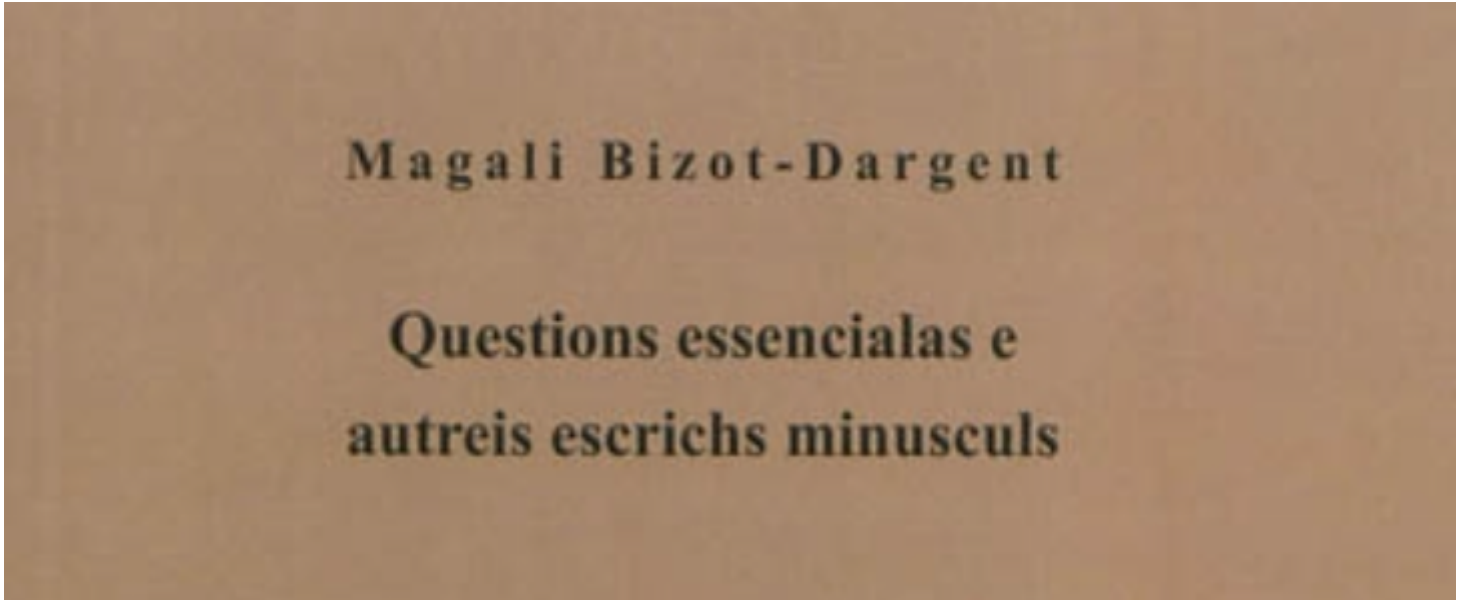 Magali Bizot-Dargent
Questions essencialas e
autreis escrichs minusculs